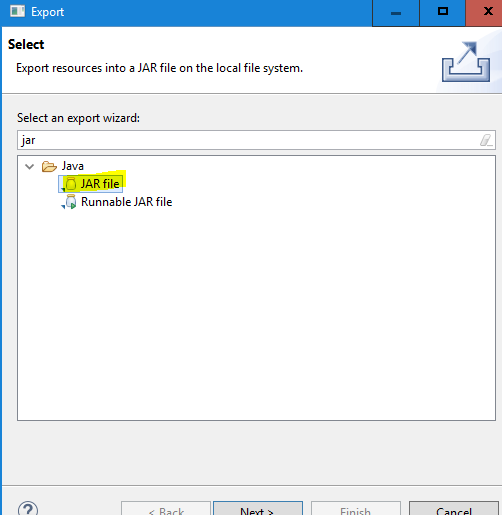 Export
Select
Export resources into a JAR file on the local file system.
Select an export wizard:
jar
Java
JAR file
Runnable JAR file
?
< Back Next > Finish Cancel